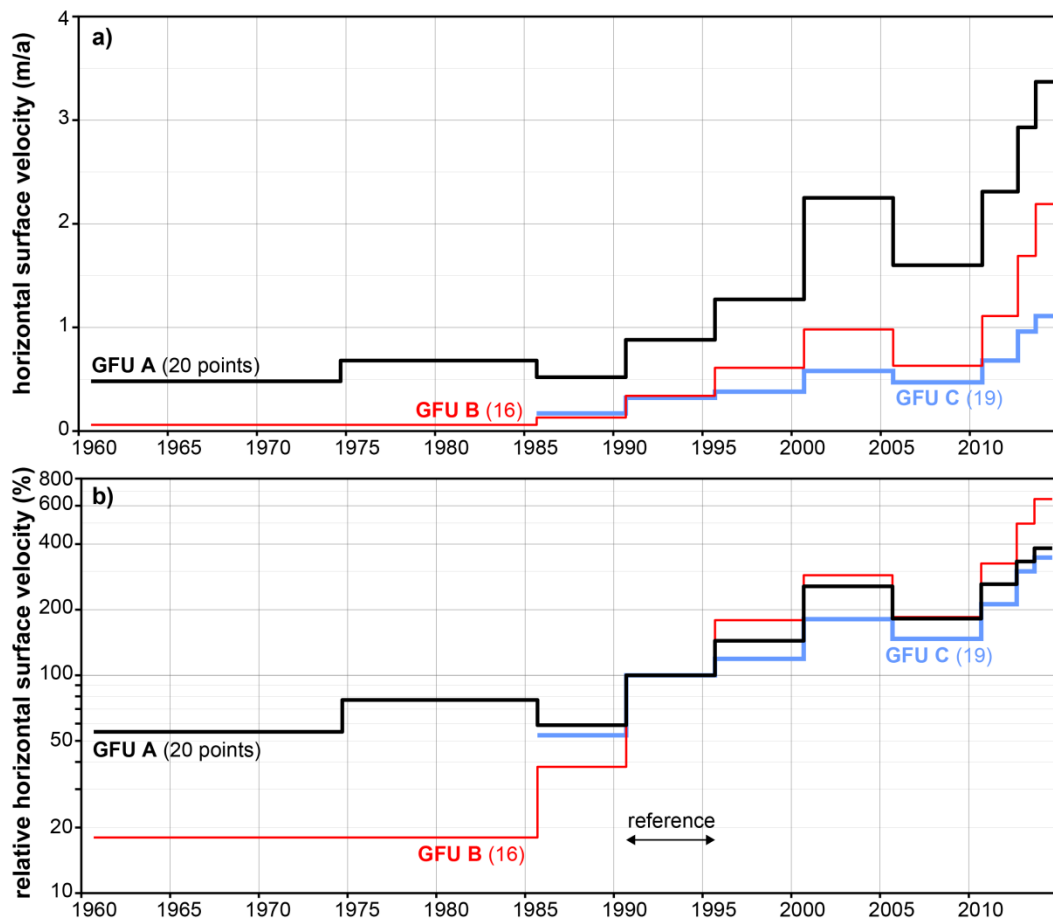 a)
horizontal surface velocity (m/a)
4
3
2
1
0
GFU A (20 points)
GFU B (16)
GFU C (19)
1960 1965 1970 1975 1980 1985 1990 1995 2000 2005 2010
b)
relative horizontal surface velocity (%)
800
600
400
200
100
50
20
10
GFU A (20 points)
GFU B (16)
GFU C (19)
reference
1960 1965 1970 1975 1980 1985 1990 1995 2000 2005 2010